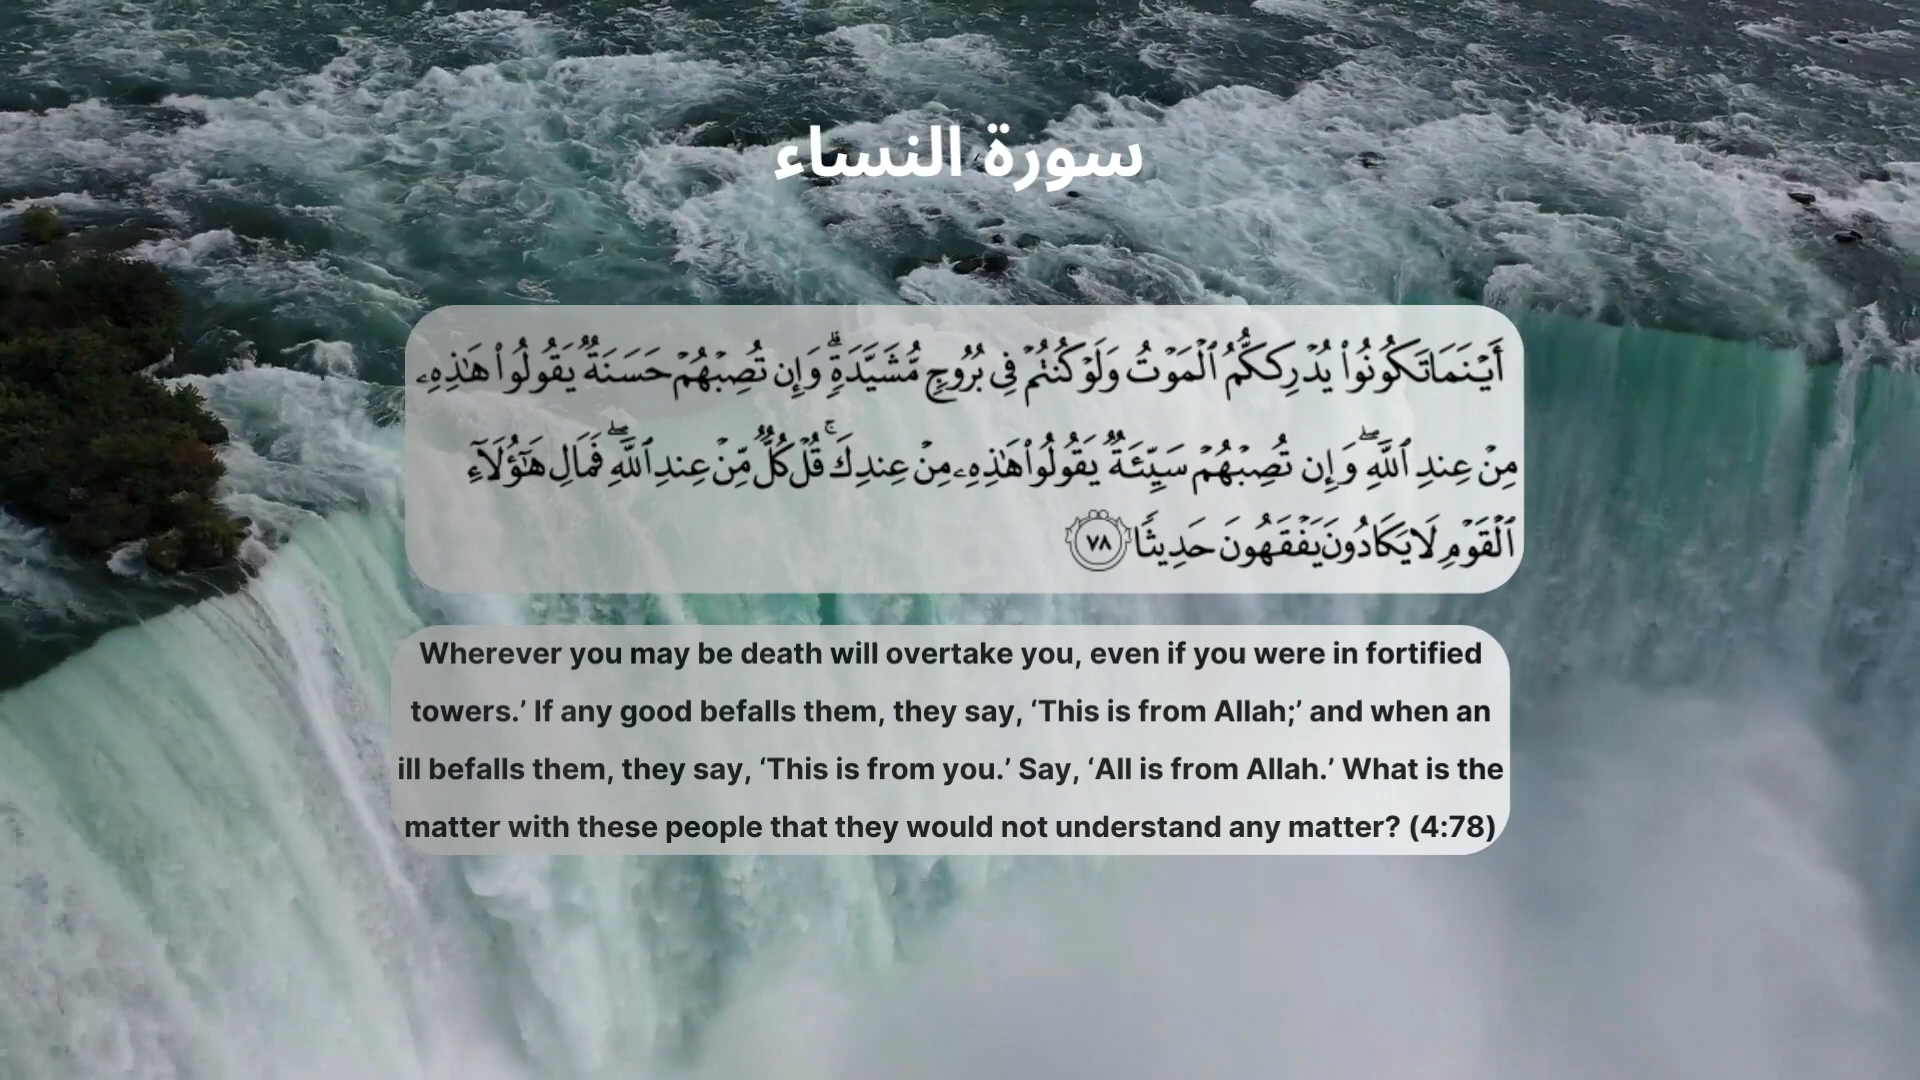 سورة النساء
أَيْنَمَا تَكُونُوا۟ يُدْرِككُّمُ ٱلْمَوْتُ وَلَوْ كُنتُمْ فِى بُرُوجٍ مُّشَيَّدَةٍۗ وَإِن تُصِبْهُمْ حَسَنَةٌ يَقُولُوا۟ هَـٰذِهِۦ
مِنْ عِندِ ٱللَّهِۖ وَإِن تُصِبْهُمْ سَيِّئَةٌ يَقُولُوا۟ هَـٰذِهِۦ مِنْ عِندِكَۚ قُلْ كُلٌّ مِّنْ عِندِ ٱللَّهِۖ فَمَالِ هَـٰٓؤُلَآءِ
ٱلْقَوْمِ لَا يَكَادُونَ يَفْقَهُونَ حَدِيثًا ٧٨
Wherever you may be death will overtake you, even if you were in fortified
towers.’ If any good befalls them, they say, ‘This is from Allah;’ and when an
ill befalls them, they say, ‘This is from you.’ Say, ‘All is from Allah.’ What is the
matter with these people that they would not understand any matter? (4:78)